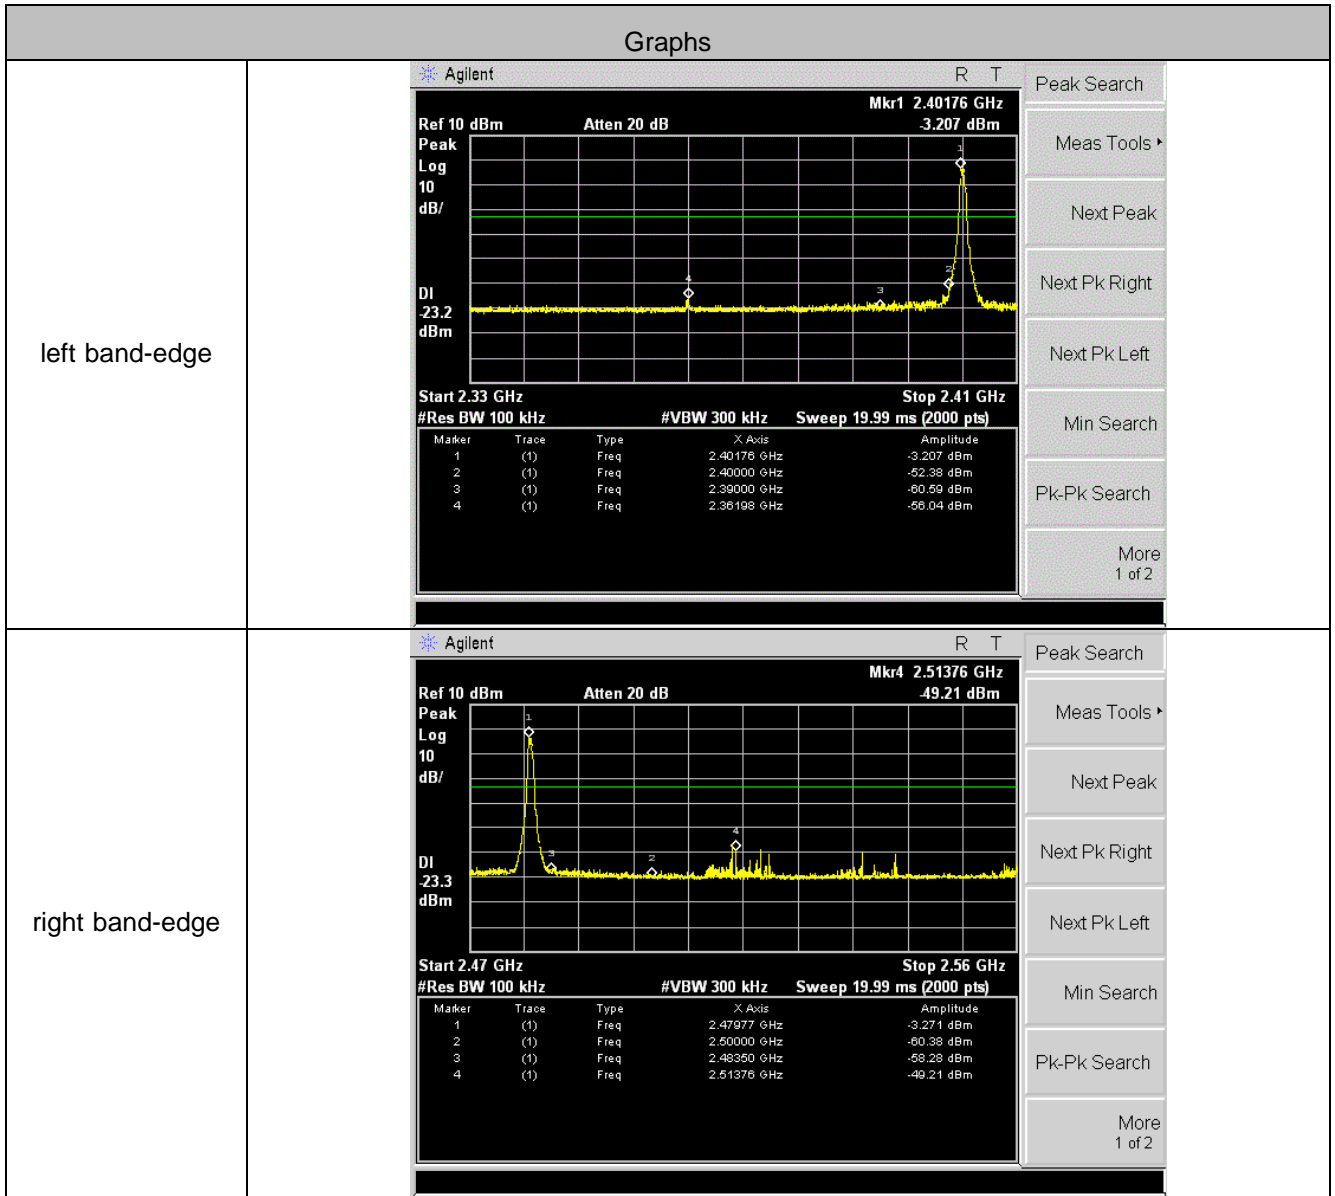 Graphs
left band-edge
Agilent
R T
Mkr1 2.40176 GHz
Ref 10 dBm Atten 20 dB -3.207 dBm
Peak
Log
10
dB/
1
2
3
4
DI
-23.2
dBm
Start 2.33 GHz Stop 2.41 GHz
#Res BW 100 kHz #VBW 300 kHz Sweep 19.99 ms (2000 pts)
Marker Trace Type X Axis Amplitude
1 (1) Freq 2.40176 GHz -3.207 dBm
2 (1) Freq 2.40000 GHz -52.38 dBm
3 (1) Freq 2.39000 GHz -60.59 dBm
4 (1) Freq 2.36198 GHz -56.04 dBm
Peak Search
Meas Tools
Next Peak
Next Pk Right
Next Pk Left
Min Search
Pk-Pk Search
More
1 of 2
right band-edge
Agilent
R T
Mkr4 2.51376 GHz
Ref 10 dBm Atten 20 dB -49.21 dBm
Peak
Log
10
dB/
1
4
3
2
DI
-23.3
dBm
Start 2.47 GHz Stop 2.56 GHz
#Res BW 100 kHz #VBW 300 kHz Sweep 19.99 ms (2000 pts)
Marker Trace Type X Axis Amplitude
1 (1) Freq 2.47977 GHz -3.271 dBm
2 (1) Freq 2.50000 GHz -60.38 dBm
3 (1) Freq 2.48350 GHz -58.28 dBm
4 (1) Freq 2.51376 GHz -49.21 dBm
Peak Search
Meas Tools
Next Peak
Next Pk Right
Next Pk Left
Min Search
Pk-Pk Search
More
1 of 2